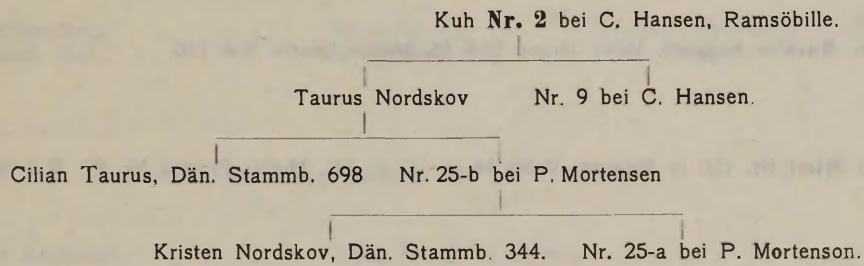 Kuh Nr. 2 bei C. Hansen, Ramsöbille.
Taurus Nordskov Nr. 9 bei C. Hansen.
Cilian Taurus, Dän. Stammb. 698 Nr. 25-b bei P. Mortensen
Kristen Nordskov, Dän. Stammb. 344. Nr. 25-a bei P. Mortenson.